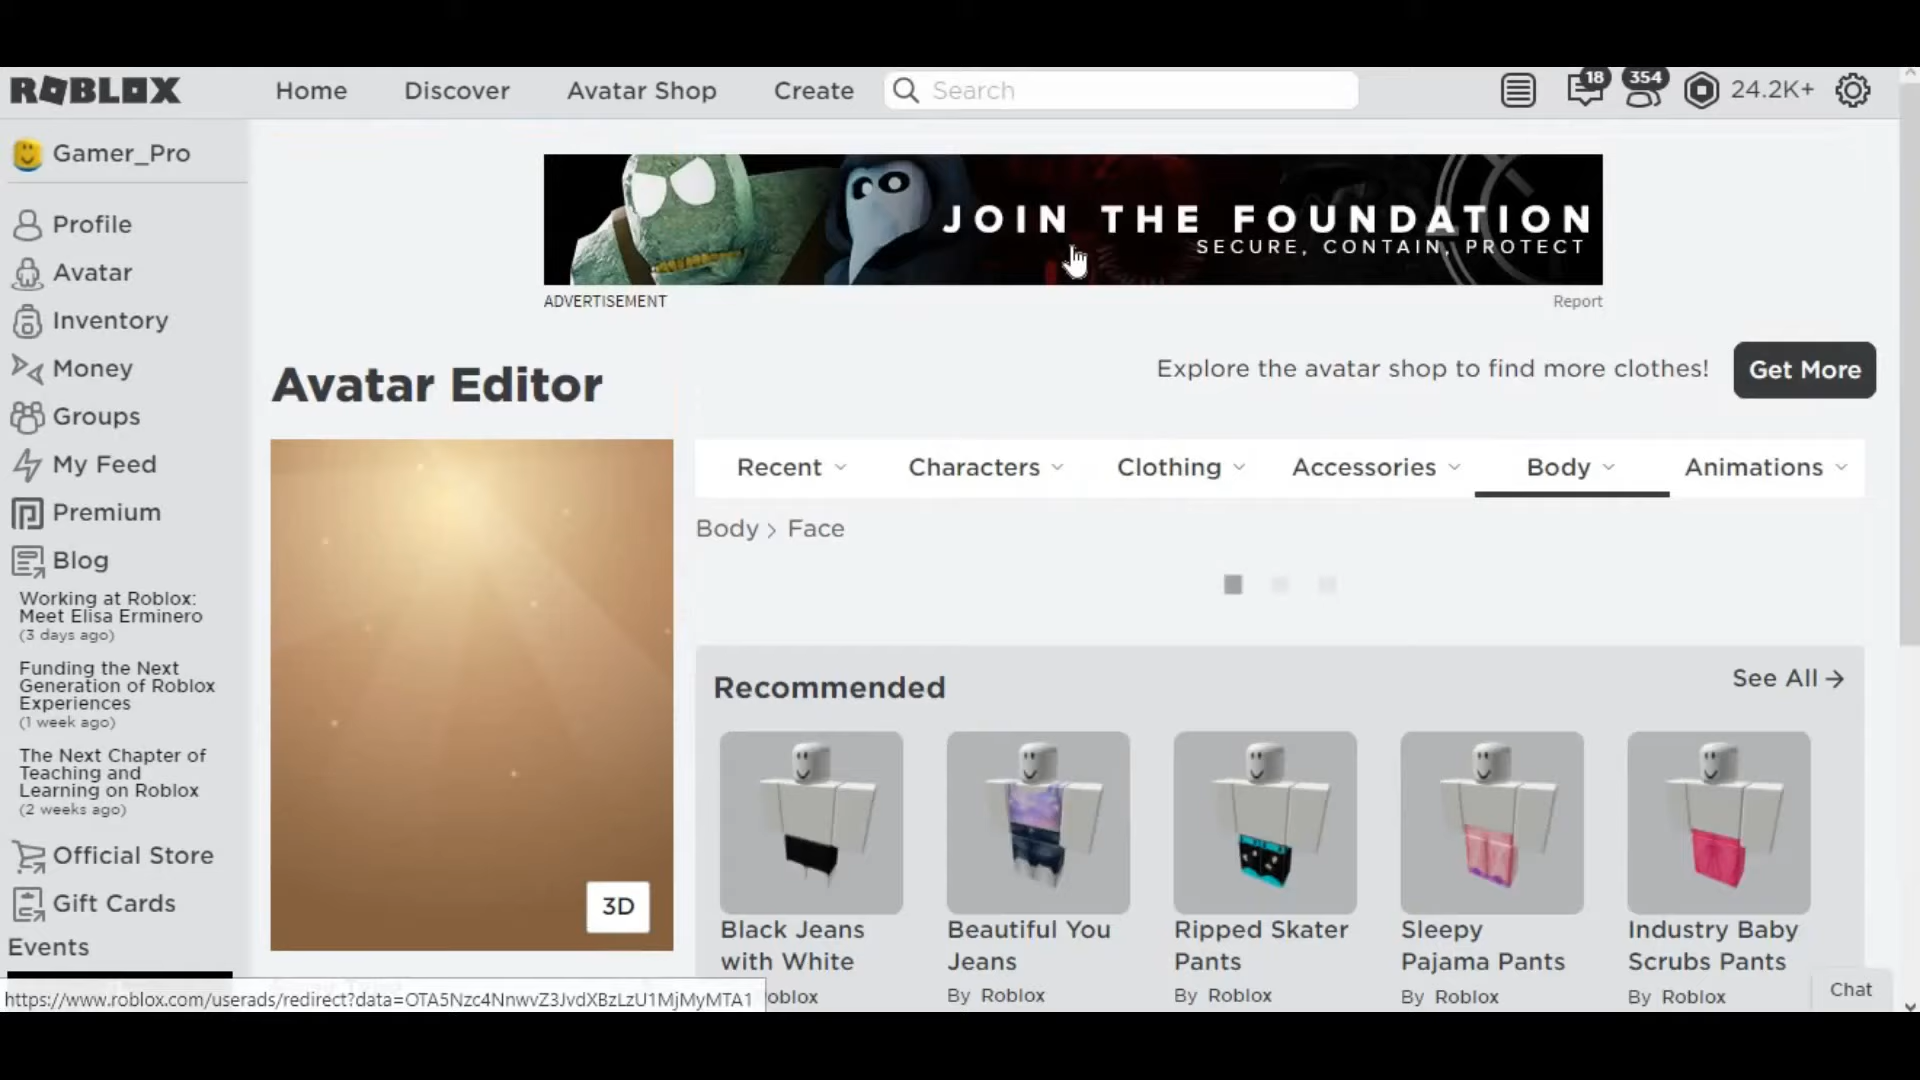 ROBLOX
Home
Discover
Avatar Shop
Create
Search
18
354
24.2K+
Gamer_Pro
Profile
Avatar
Inventory
Money
Groups
My Feed
Premium
Blog
Working at Roblox:
Meet Elisa Erminero
(3 days ago)
Funding the Next
Generation of Roblox
Experiences
(1 week ago)
The Next Chapter of
Teaching and
Learning on Roblox
(2 weeks ago)
Official Store
Gift Cards
Events
JOIN THE FOUNDATION
SECURE, CONTAIN, PROTECT
ADVERTISEMENT
Report
Avatar Editor
Explore the avatar shop to find more clothes!
Get More
3D
Recent
Characters
Clothing
Accessories
Body
Animations
Body > Face
Recommended
See All
Black Jeans
with White
Beautiful You
Jeans
By Roblox
Ripped Skater
Pants
By Roblox
Sleepy
Pajama Pants
By Roblox
Industry Baby
Scrubs Pants
By Roblox
Chat
https://www.roblox.com/userads/redirect?data=OTA5Nzc4NnwvZ3JvdXBzLzU1MjMyMTA1